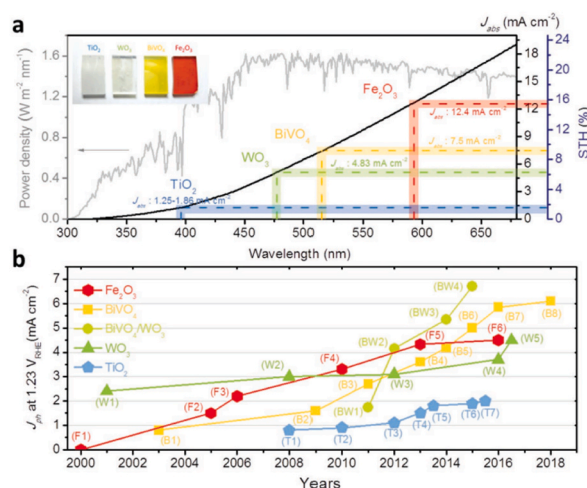 a
J_abs (mA cm⁻²)
TiO₂ WO₃ BiVO₄ Fe₂O₃
Power density (W m⁻² nm⁻¹)
1.6
1.2
0.8
0.4
0.0
18
15
12
9
6
3
0
24
22
20
18
16
14
12
10
8
6
4
2
0
STH (%)
Fe₂O₃
J_abs : 12.4 mA cm⁻²
BiVO₄
J_abs : 7.5 mA cm⁻²
WO₃
J_abs : 4.83 mA cm⁻²
TiO₂
J_abs : 1.25-1.86 mA cm⁻²
300 350 400 450 500 550 600 650
Wavelength (nm)
b
J_ph at 1.23 V_RHE (mA cm⁻²)
7
6
5
4
3
2
1
0
Fe₂O₃
BiVO₄
BiVO₄/WO₃
WO₃
TiO₂
(F1)
(F2)
(F3)
(F4)
(F5)
(F6)
(B1)
(B2)
(B3)
(B4)
(B5)
(B6)
(B7)
(B8)
(BW1)
(BW2)
(BW3)
(BW4)
(W1)
(W2)
(W3)
(W4)
(W5)
(T1)
(T2)
(T3)
(T4)
(T5)
(T6)
(T7)
2000 2002 2004 2006 2008 2010 2012 2014 2016 2018
Years